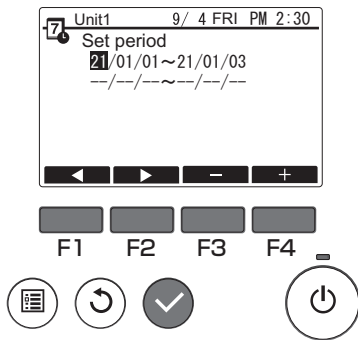 7 Unit1 9/ 4 FRI PM 2:30
Set period
21/01/01～21/01/03
--/--/--～--/--/--
◀ ▶ － ＋
F1 F2 F3 F4